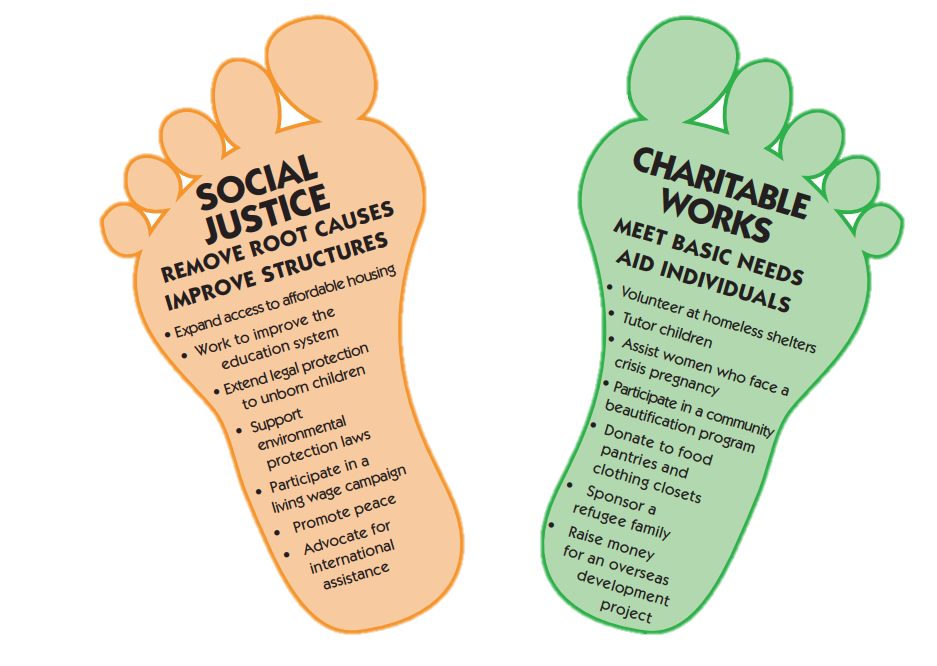 SOCIAL
JUSTICE
REMOVE ROOT CAUSES
IMPROVE STRUCTURES
• Expand access to affordable housing
• Work to improve the
education system
• Extend legal protection
to unborn children
• Support
environmental
protection laws
• Participate in a
living wage campaign
• Promote peace
• Advocate for
international
assistance
CHARITABLE
WORKS
MEET BASIC NEEDS
AID INDIVIDUALS
• Volunteer at homeless shelters
• Tutor children
• Assist women who face a
crisis pregnancy
• Participate in a community
beautification program
• Donate to food
pantries and
clothing closets
• Sponsor a
refugee family
• Raise money
for an overseas
development
project